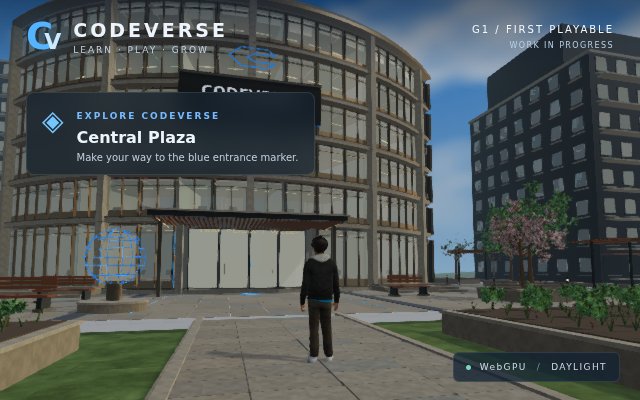 CV CODEVERSE
LEARN · PLAY · GROW
G1 / FIRST PLAYABLE
WORK IN PROGRESS
EXPLORE CODEVERSE
Central Plaza
Make your way to the blue entrance marker.
WebGPU / DAYLIGHT